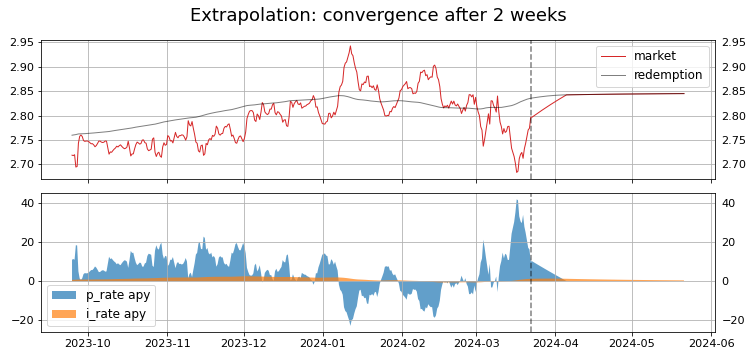 Extrapolation: convergence after 2 weeks
2.95 2.95
2.90 2.90
2.85 2.85
2.80 2.80
2.75 2.75
2.70 2.70
market
redemption
40 40
20 20
0 0
−20 −20
p_rate apy
i_rate apy
2023-10 2023-11 2023-12 2024-01 2024-02 2024-03 2024-04 2024-05 2024-06